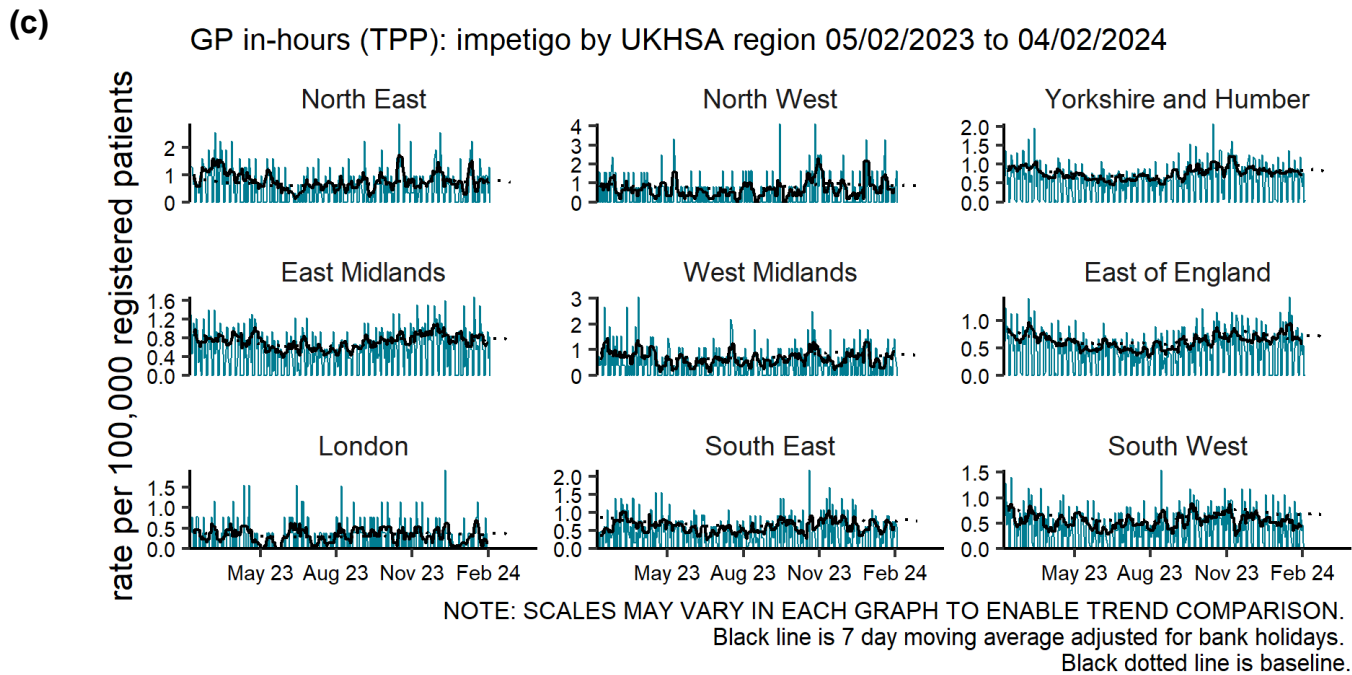 (c)
GP in-hours (TPP): impetigo by UKHSA region 05/02/2023 to 04/02/2024
rate per 100,000 registered patients
North East
2
1
0
North West
4
3
2
1
0
Yorkshire and Humber
2.0
1.5
1.0
0.5
0.0
East Midlands
1.6
1.2
0.8
0.4
0.0
West Midlands
3
2
1
0
East of England
1.0
0.5
0.0
London
1.5
1.0
0.5
0.0
May 23 Aug 23 Nov 23 Feb 24
South East
2.0
1.5
1.0
0.5
0.0
May 23 Aug 23 Nov 23 Feb 24
South West
1.5
1.0
0.5
0.0
May 23 Aug 23 Nov 23 Feb 24
NOTE: SCALES MAY VARY IN EACH GRAPH TO ENABLE TREND COMPARISON.
Black line is 7 day moving average adjusted for bank holidays.
Black dotted line is baseline.